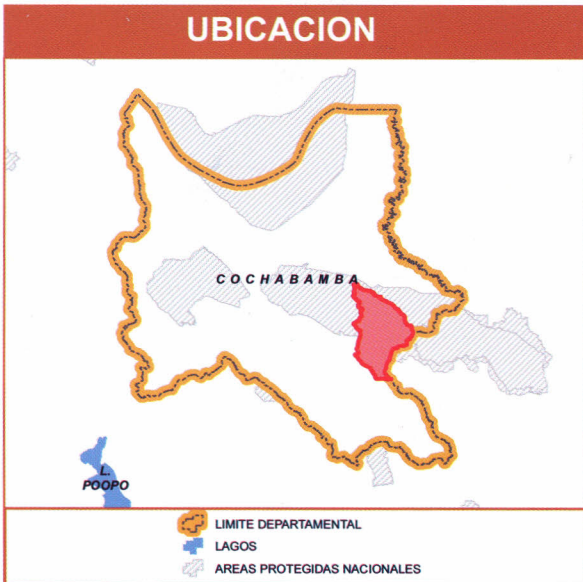 UBICACION
COCHABAMBA
L.
POOPO
LIMITE DEPARTAMENTAL
LAGOS
AREAS PROTEGIDAS NACIONALES